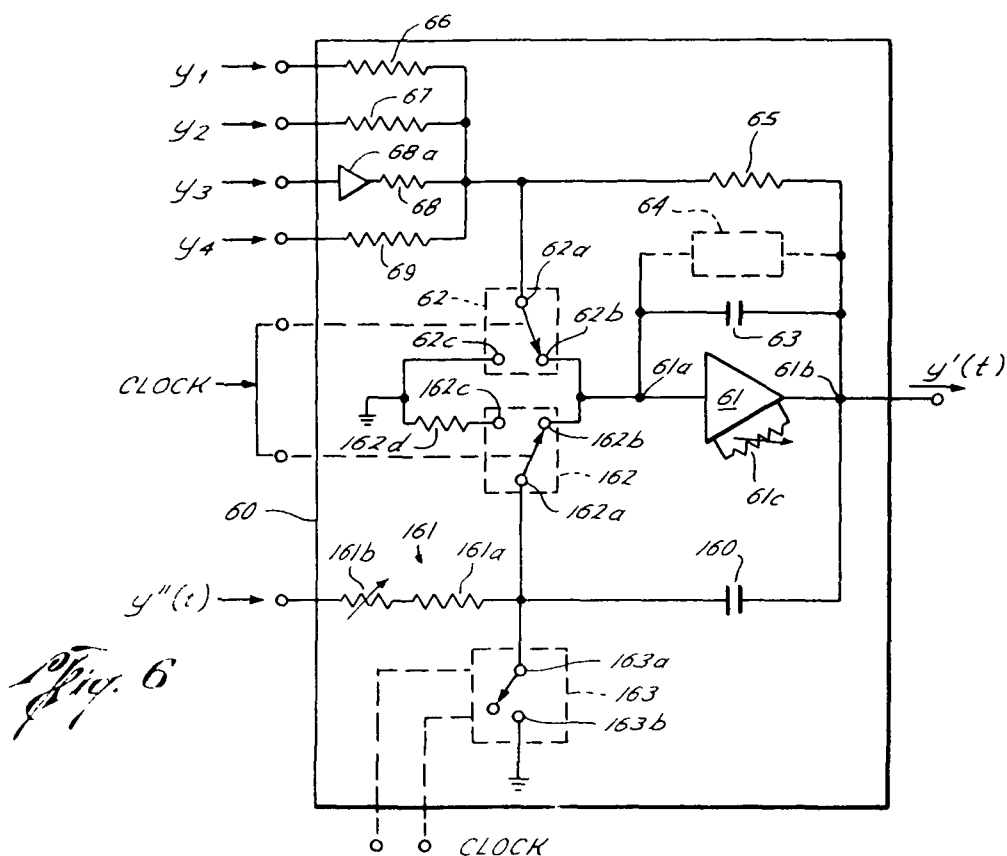 66
y1
67
y2
65
68a
y3
68
64
y4
69
62a
62
62b
62c
63
61a
61b
y'(t)
CLOCK
162c
61
162d
162b
162
61c
162a
60
161
161b
161a
160
y''(t)
163a
163
163b
Fig. 6
CLOCK